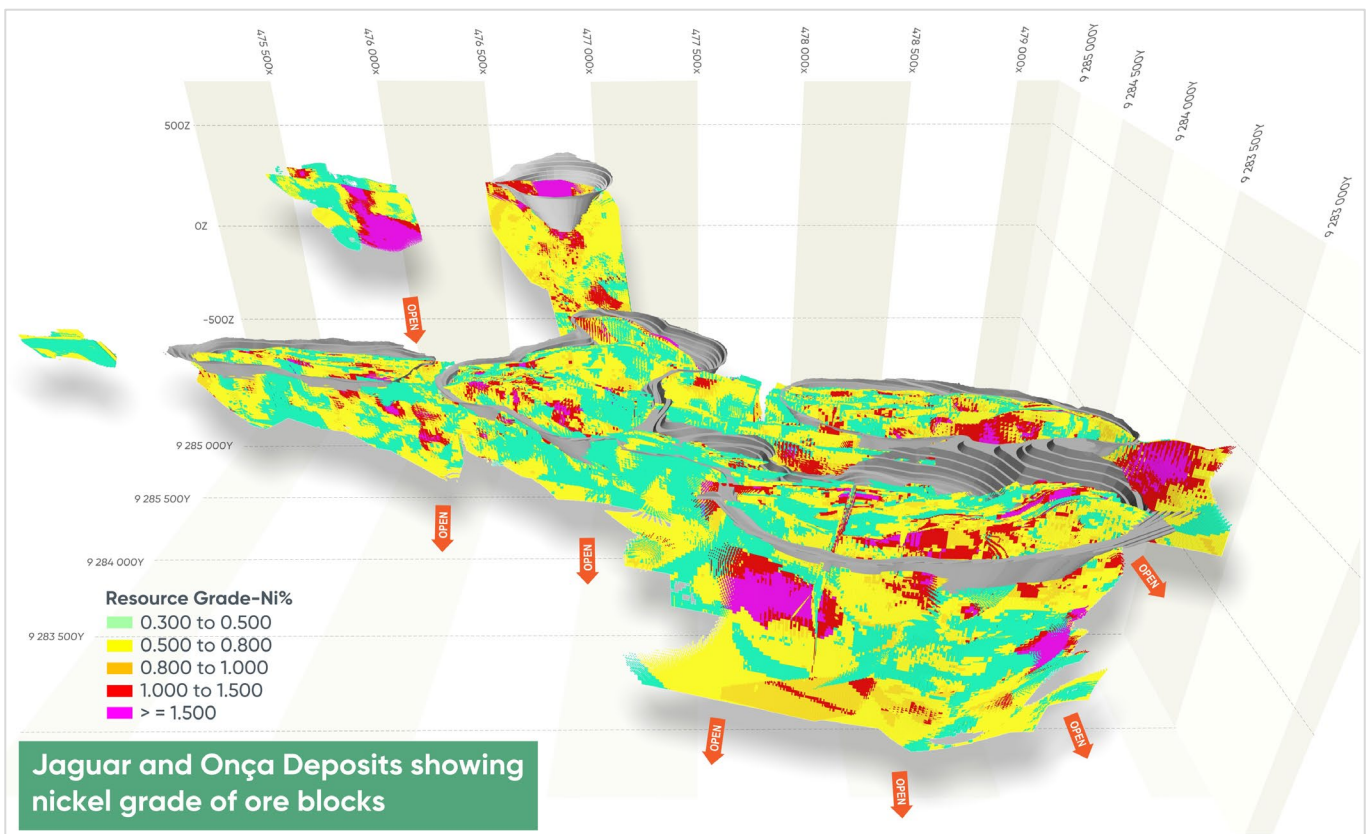 475 500X
476 000X
476 500X
477 000X
477 500X
478 000X
478 500X
479 000X
9 285 000Y
9 284 500Y
9 284 000Y
9 283 500Y
9 283 000Y
500Z
0Z
-500Z
OPEN
9 285 000Y
9 285 500Y
9 284 000Y
9 283 500Y
OPEN
OPEN
OPEN
Resource Grade-Ni%
0.300 to 0.500
0.500 to 0.800
0.800 to 1.000
1.000 to 1.500
> = 1.500
OPEN
OPEN
OPEN
Jaguar and Onça Deposits showing
nickel grade of ore blocks